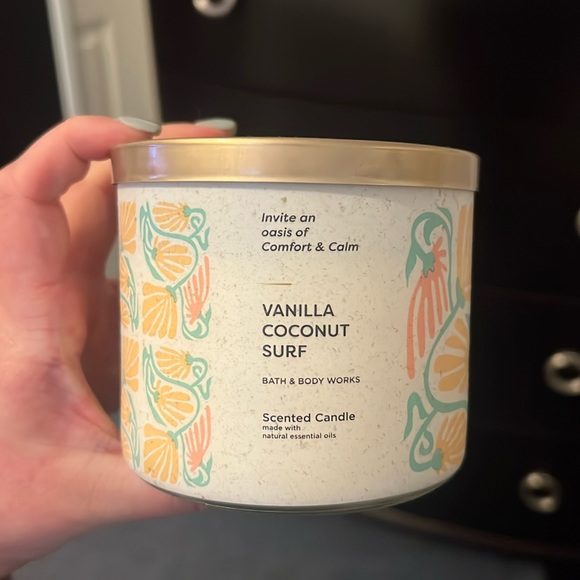 Invite an
oasis of
Comfort & Calm
VANILLA
COCONUT
SURF
BATH & BODY WORKS
Scented Candle
made with
natural essential oils